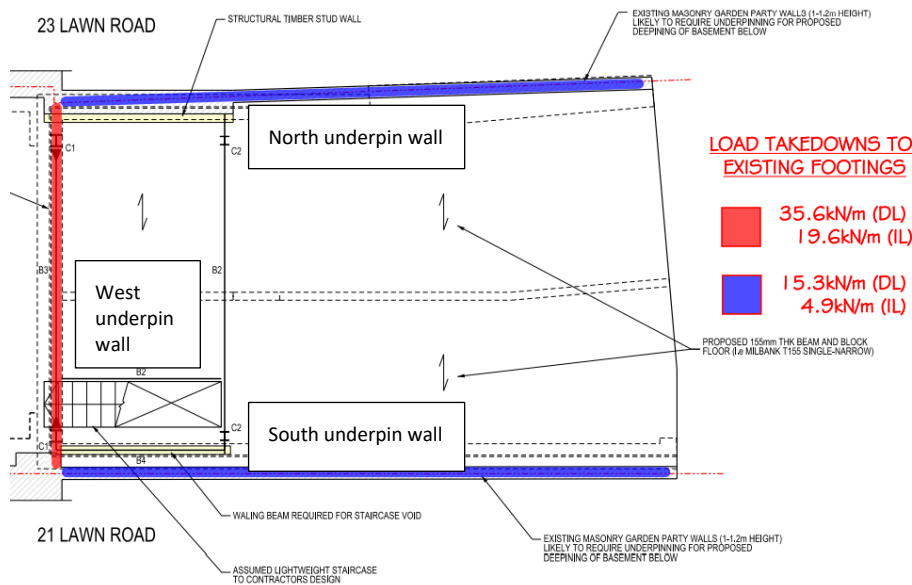 23 LAWN ROAD
STRUCTURAL TIMBER STUD WALL
EXISTING MASONRY GARDEN PARTY WALLS (1-1.2m HEIGHT)
LIKELY TO REQUIRE UNDERPINNING FOR PROPOSED
DEEPINING OF BASEMENT BELOW
C1
C2
North underpin wall
LOAD TAKEDOWNS TO
EXISTING FOOTINGS
35.6kN/m (DL)
19.6kN/m (IL)
15.3kN/m (DL)
4.9kN/m (IL)
B3
B2
West
underpin
wall
PROPOSED 155mm THK BEAM AND BLOCK
FLOOR (i.e MILBANK T155 SINGLE-NARROW)
B2
C1
C2
South underpin wall
B4
21 LAWN ROAD
WALING BEAM REQUIRED FOR STAIRCASE VOID
EXISTING MASONRY GARDEN PARTY WALLS (1-1.2m HEIGHT)
LIKELY TO REQUIRE UNDERPINNING FOR PROPOSED
DEEPINING OF BASEMENT BELOW
ASSUMED LIGHTWEIGHT STAIRCASE
TO CONTRACTORS DESIGN